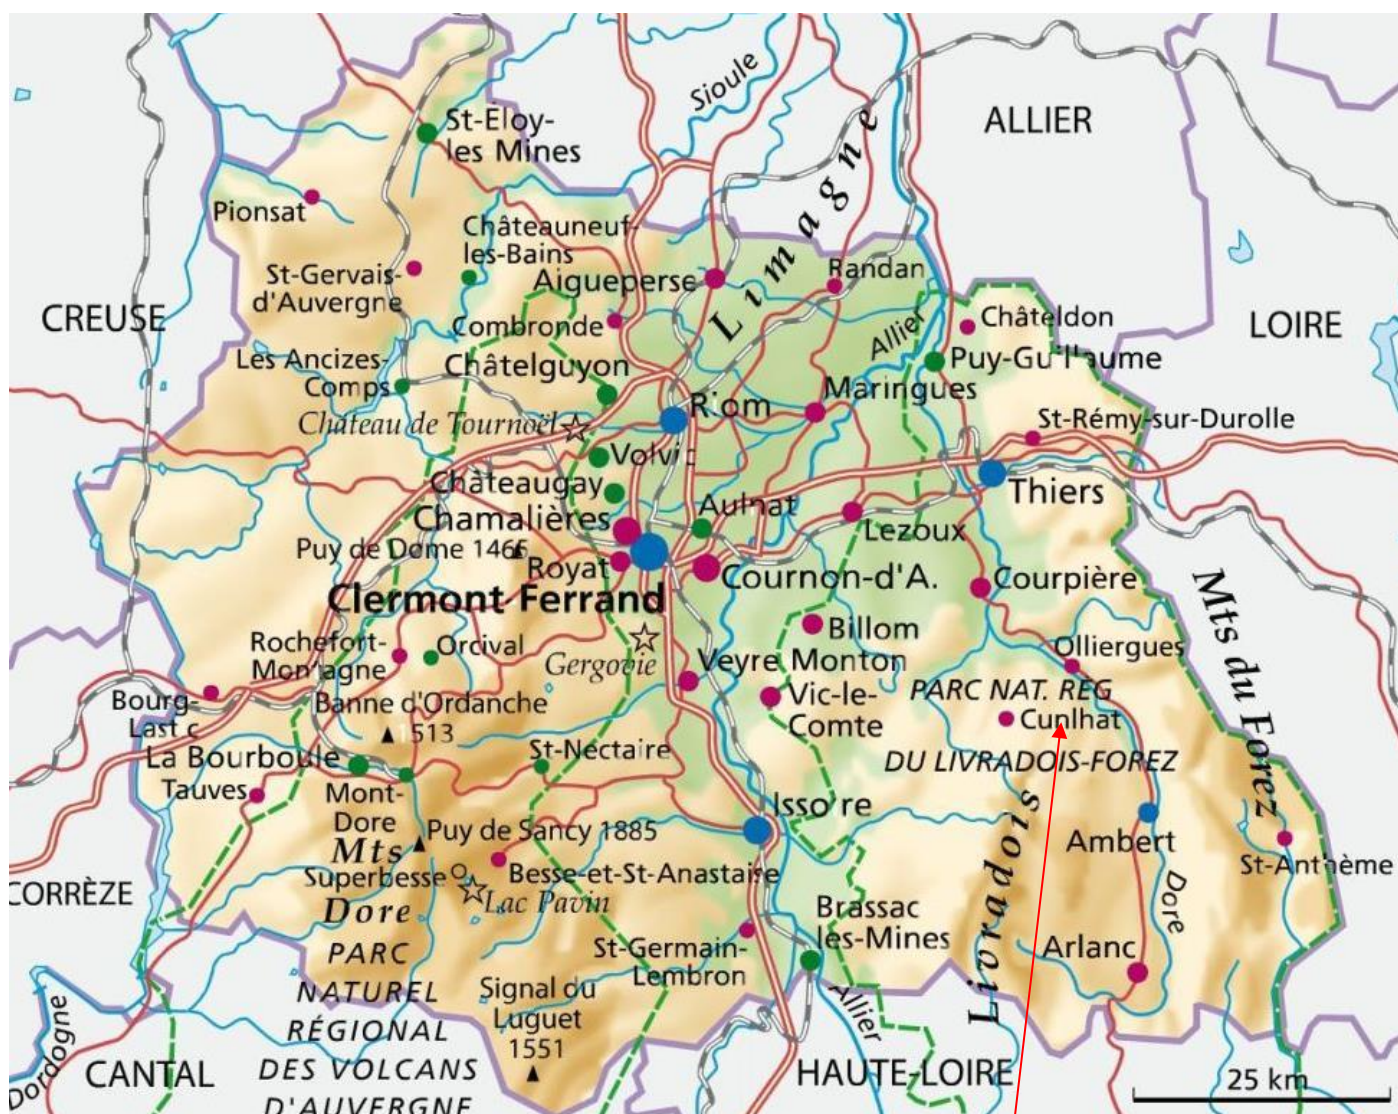 Sioule
ALLIER
St-Éloy-
les Mines
Limagne
Pionsat
Châteauneuf-
les-Bains
St-Gervais-
d'Auvergne
Aigueperse
Randan
CREUSE
Combronde
Allier
Châteldon
LOIRE
Les Ancizes-
Comps
Châtelguyon
Puy-Guillaume
Maringues
Château de Tournoël
Riom
St-Rémy-sur-Durolle
Volvic
Châteaugay
Thiers
Chamalières
Aulnat
Lezoux
Puy de Dome 1465
Royat
Cournon-d'A.
Courpière
Clermont Ferrand
Mts du Forez
Billom
Rochefort-
Montagne
Orcival
Gergovie
Veyre Monton
Olliergues
PARC NAT. RÉG
Bourg-
Last c
Banne d'Ordanche
1513
Vic-le-
Comte
Cunlhat
La Bourboule
St-Nectaire
DU LIVRADOIS-FOREZ
Tauves
Mont-
Dore
Issoire
Livradois
Puy de Sancy 1885
Ambert
Mts
Dore
Superbesse
Besse-et-St-Anastaise
St-Anthème
CORRÈZE
Lac Pavin
Brassac
les-Mines
Dore
PARC
NATUREL
RÉGIONAL
DES VOLCANS
D'AUVERGNE
St-Germain-
Lembron
Arlanc
Signal du
Luguet
1551
Allier
Dordogne
CANTAL
HAUTE-LOIRE
25 km